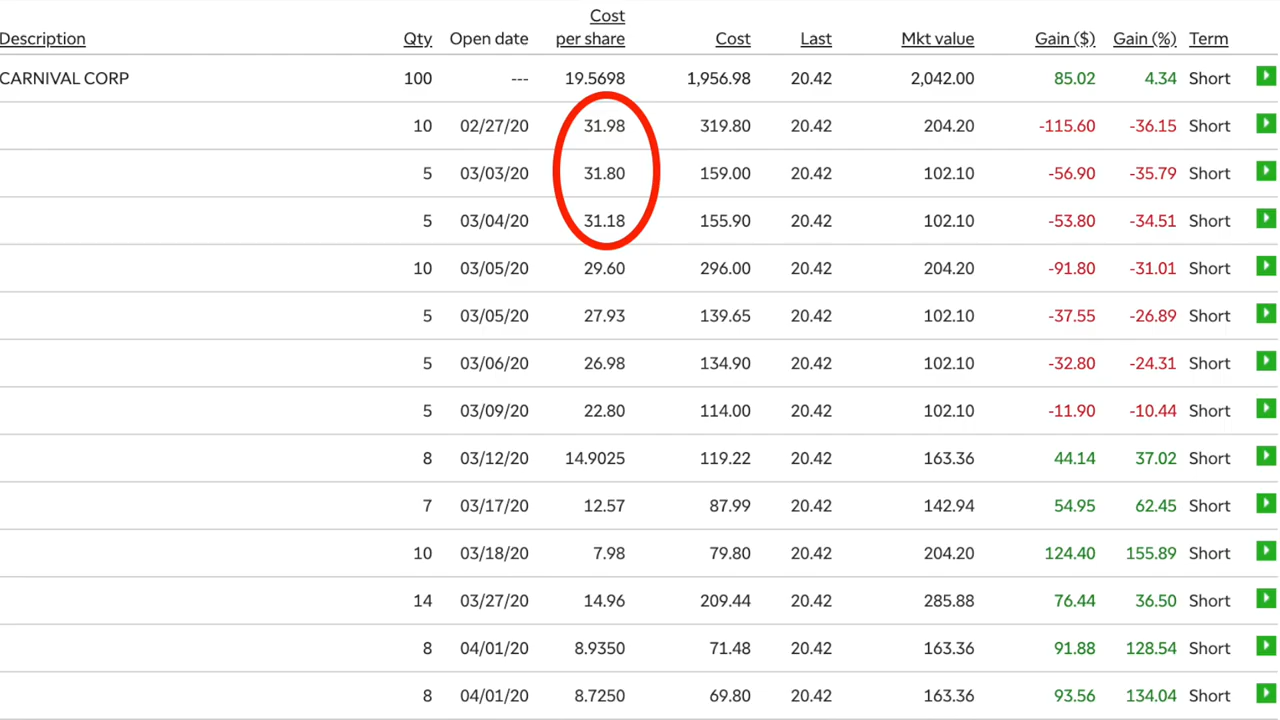 Description Qty Open date Cost per share Cost Last Mkt value Gain ($) Gain (%) Term
CARNIVAL CORP 100 --- 19.5698 1,956.98 20.42 2,042.00 85.02 4.34 Short
10 02/27/20 31.98 319.80 20.42 204.20 -115.60 -36.15 Short
5 03/03/20 31.80 159.00 20.42 102.10 -56.90 -35.79 Short
5 03/04/20 31.18 155.90 20.42 102.10 -53.80 -34.51 Short
10 03/05/20 29.60 296.00 20.42 204.20 -91.80 -31.01 Short
5 03/05/20 27.93 139.65 20.42 102.10 -37.55 -26.89 Short
5 03/06/20 26.98 134.90 20.42 102.10 -32.80 -24.31 Short
5 03/09/20 22.80 114.00 20.42 102.10 -11.90 -10.44 Short
8 03/12/20 14.9025 119.22 20.42 163.36 44.14 37.02 Short
7 03/17/20 12.57 87.99 20.42 142.94 54.95 62.45 Short
10 03/18/20 7.98 79.80 20.42 204.20 124.40 155.89 Short
14 03/27/20 14.96 209.44 20.42 285.88 76.44 36.50 Short
8 04/01/20 8.9350 71.48 20.42 163.36 91.88 128.54 Short
8 04/01/20 8.7250 69.80 20.42 163.36 93.56 134.04 Short